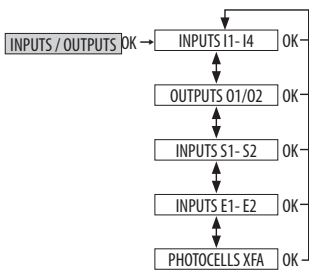 INPUTS / OUTPUTS OK INPUTS I1- I4 OK
OUTPUTS O1/O2 OK
INPUTS S1- S2 OK
INPUTS E1- E2 OK
PHOTOCELLS XFA OK